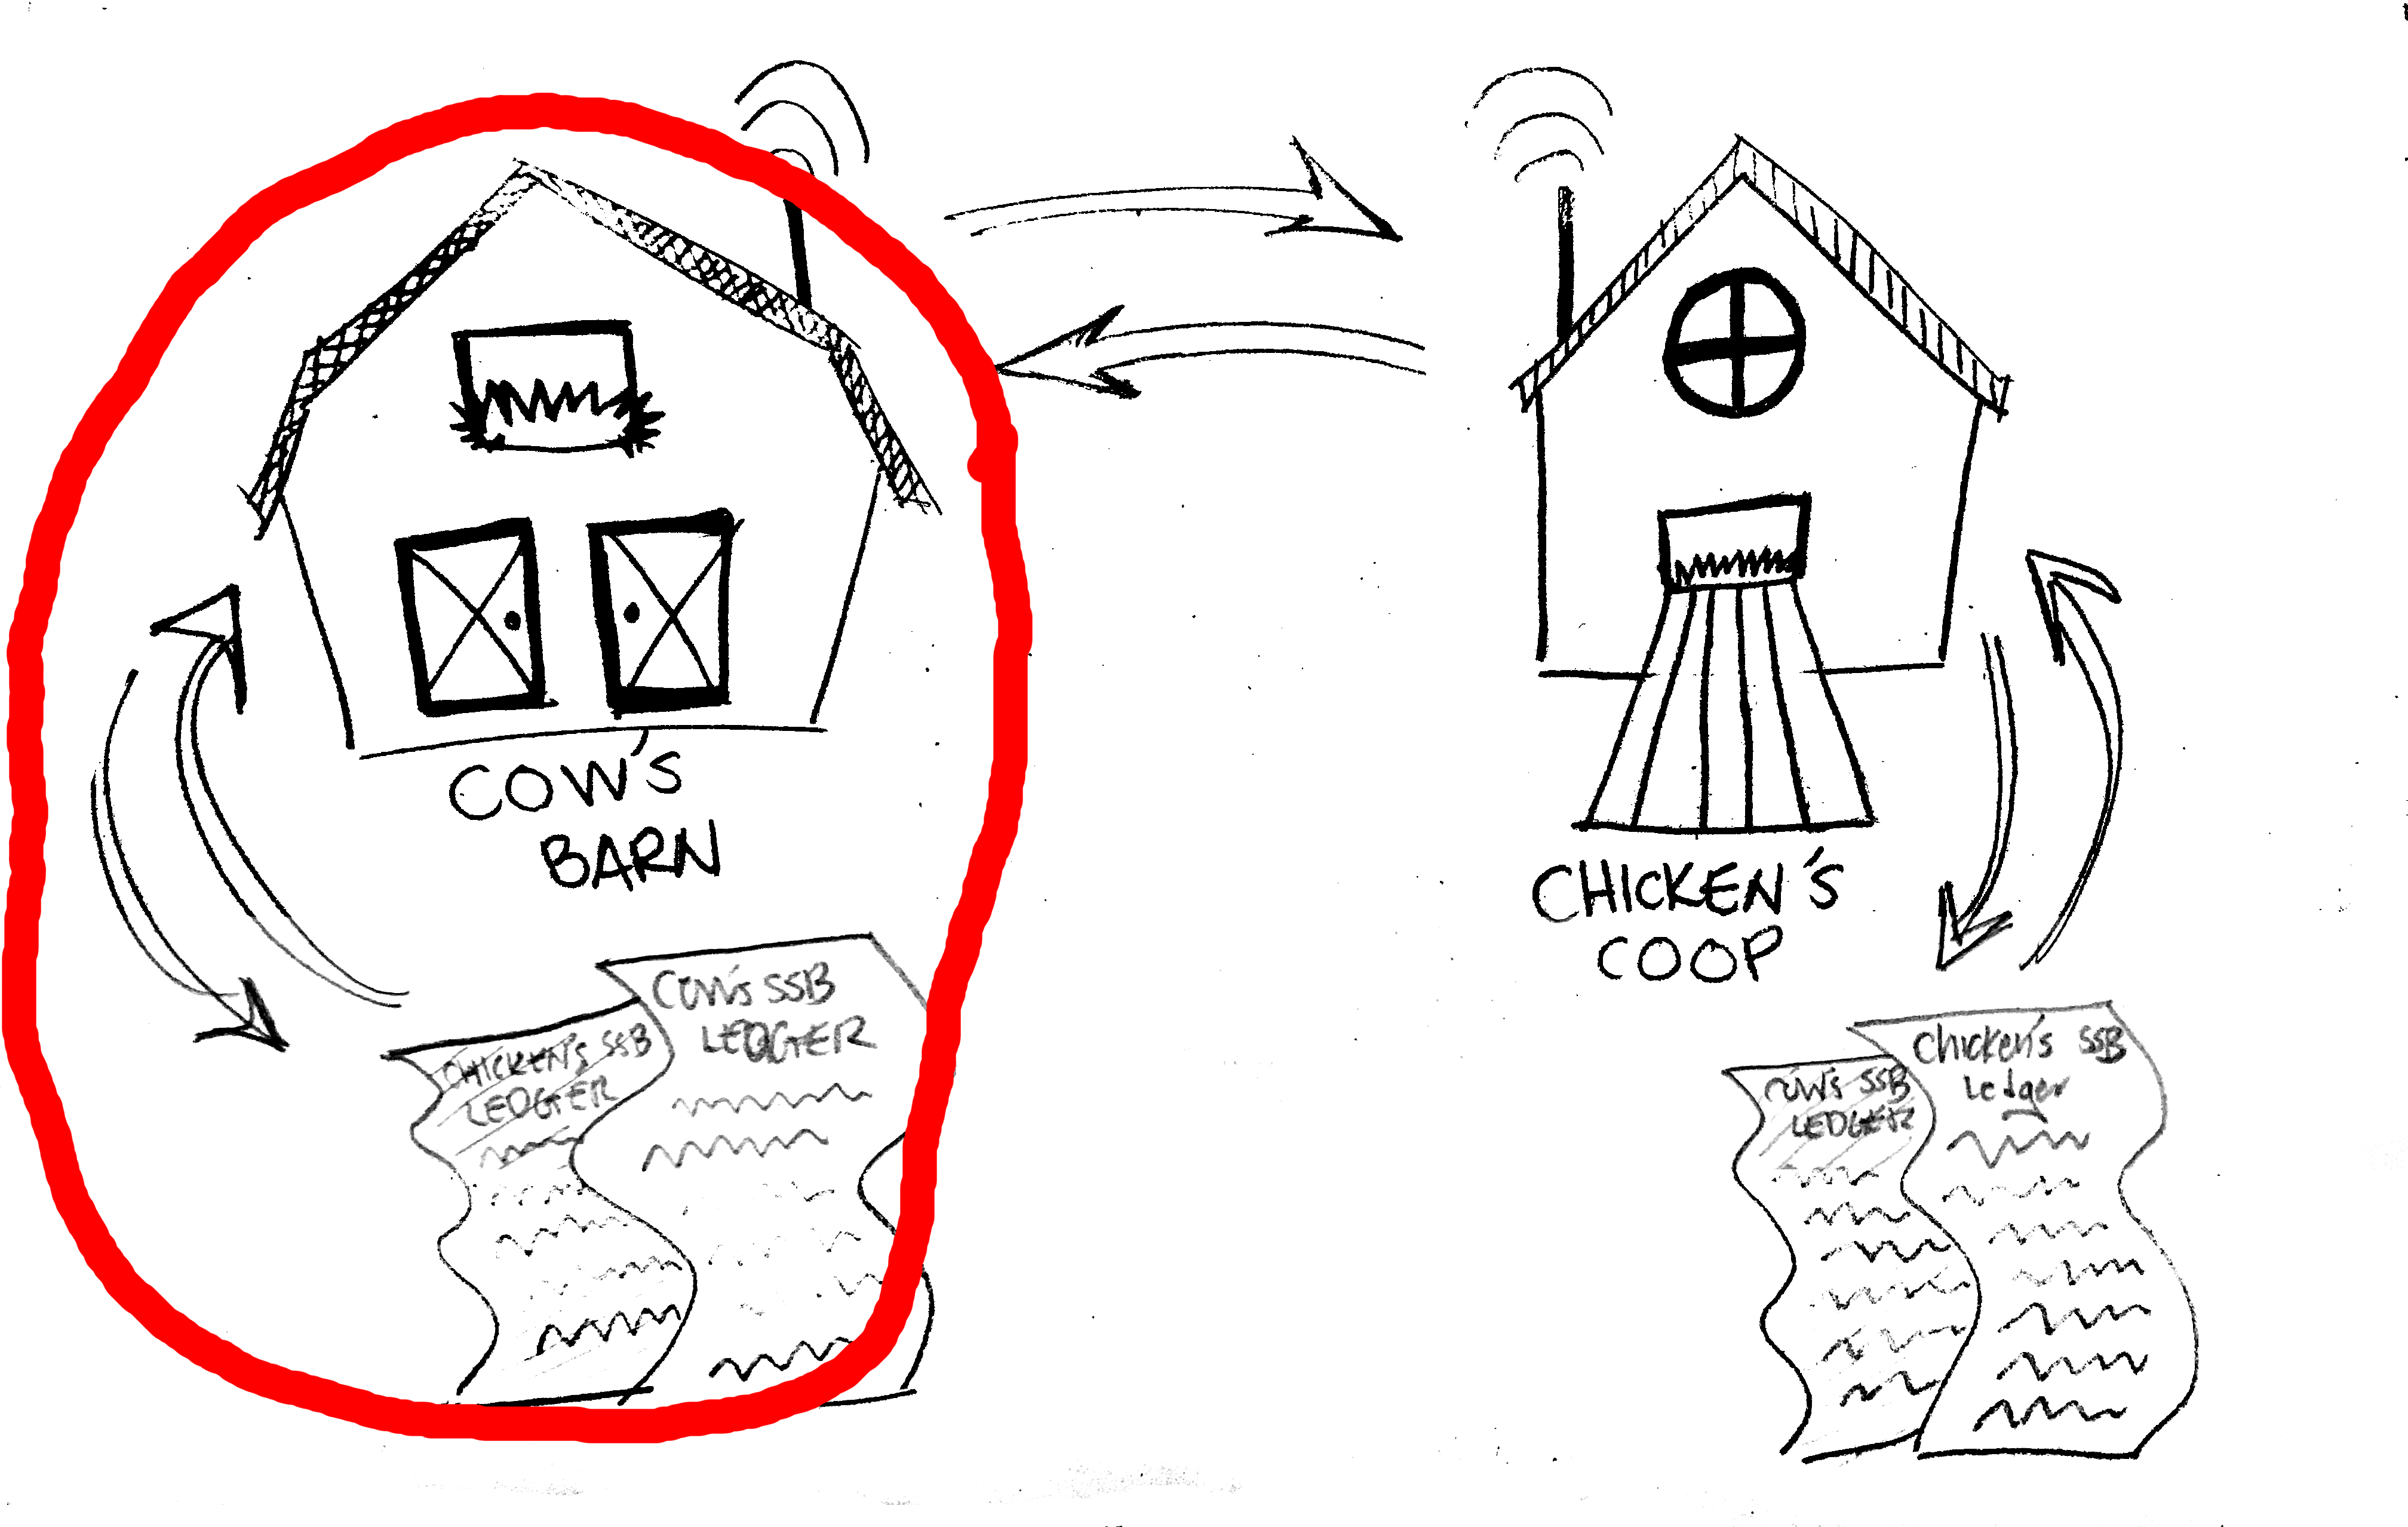 COW'S
BARN
CHICKEN'S
COOP
COW'S SSB
LEDGER
CHICKEN'S SSB
LEDGER
Chicken's SSB
Ledger
COW'S SSB
LEDGER